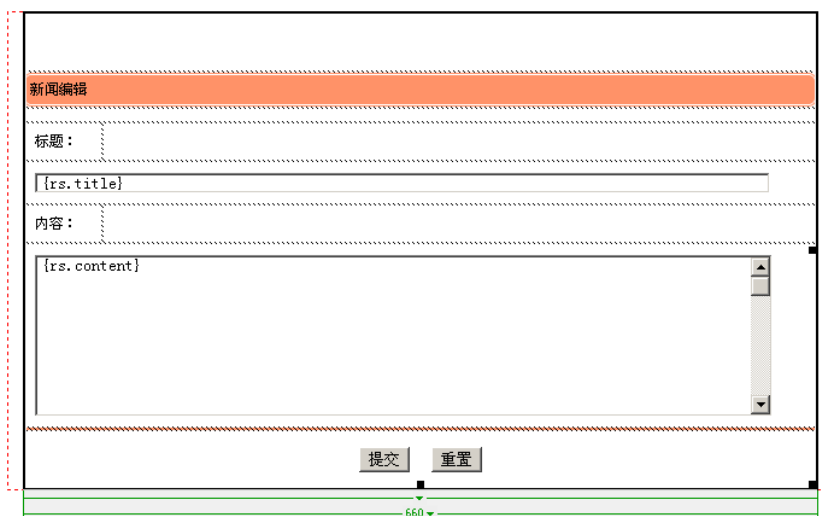 新闻编辑
标题：
{rs.title}
内容：
{rs.content}
提交 重置
660